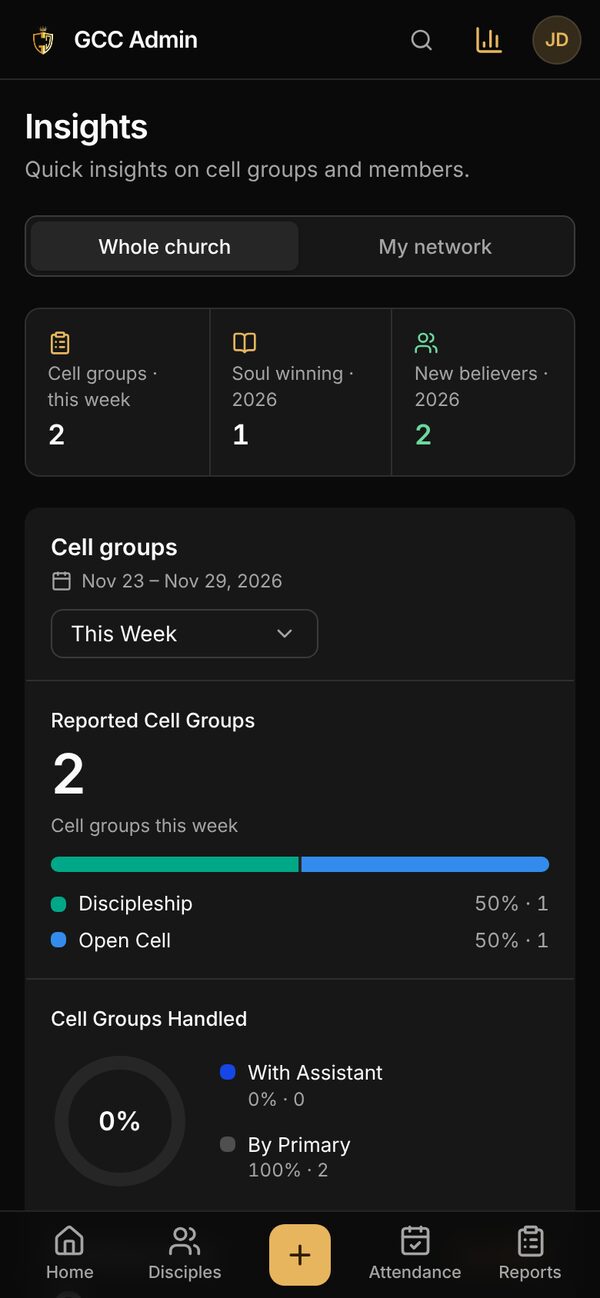 GCC Admin
JD
Insights
Quick insights on cell groups and members.
Whole church
My network
Cell groups ·
this week
2
Soul winning ·
2026
1
New believers ·
2026
2
Cell groups
Nov 23 – Nov 29, 2026
This Week
Reported Cell Groups
2
Cell groups this week
Discipleship 50% · 1
Open Cell 50% · 1
Cell Groups Handled
0%
With Assistant
0% · 0
By Primary
100% · 2
Home
Disciples
+
Attendance
Reports